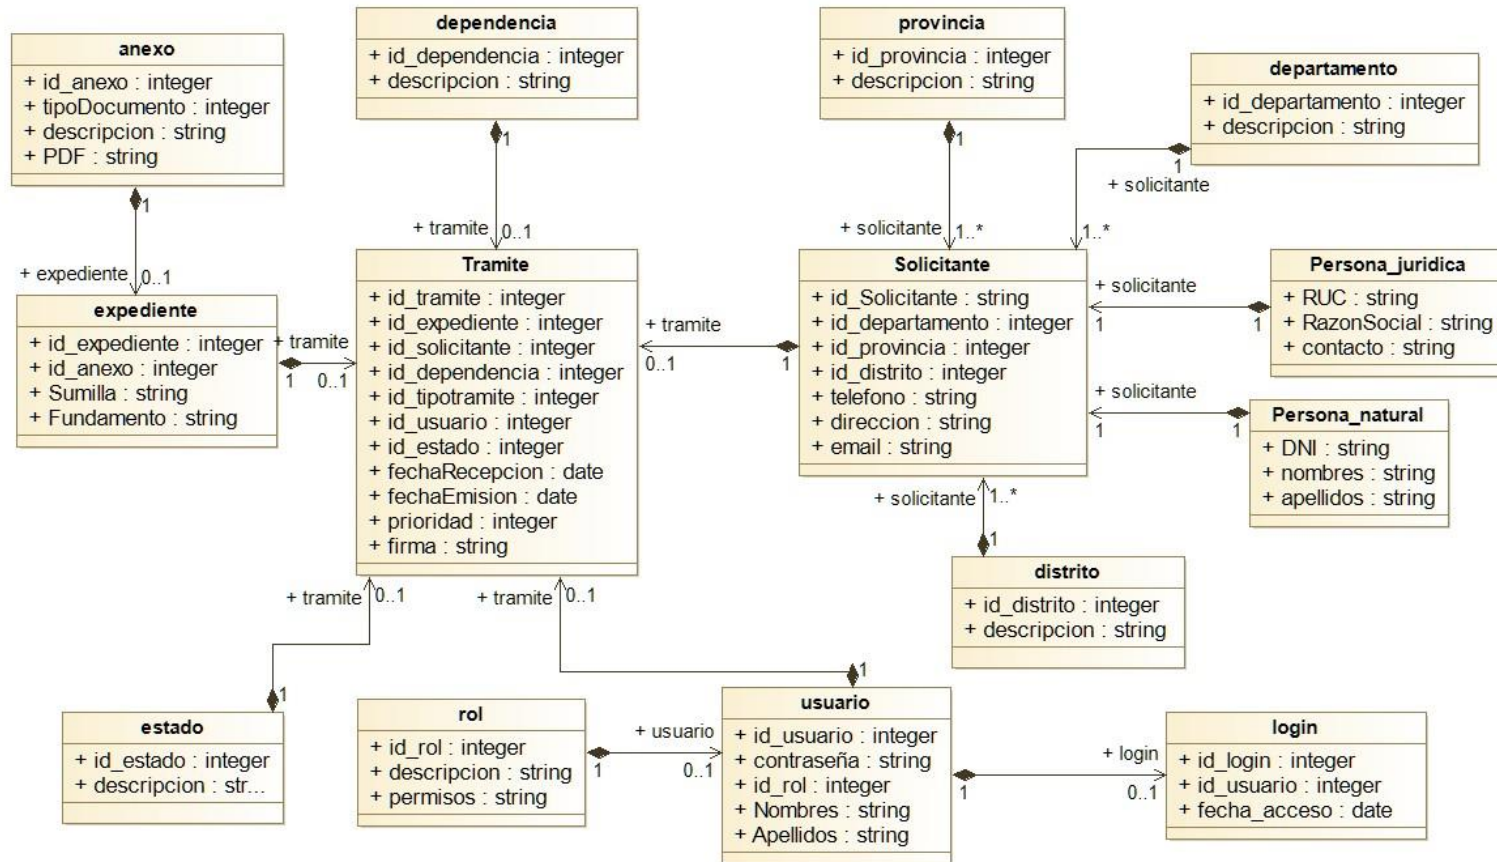 anexo
+ id_anexo : integer
+ tipoDocumento : integer
+ descripcion : string
+ PDF : string
1
+ expediente
0..1
dependencia
+ id_dependencia : integer
+ descripcion : string
1
+ tramite
0..1
provincia
+ id_provincia : integer
+ descripcion : string
1
+ solicitante
1..*
departamento
+ id_departamento : integer
+ descripcion : string
1
+ solicitante
1..*
expediente
+ id_expediente : integer
+ id_anexo : integer
+ Sumilla : string
+ Fundamento : string
+ tramite
1
0..1
Tramite
+ id_tramite : integer
+ id_expediente : integer
+ id_solicitante : integer
+ id_dependencia : integer
+ id_tipotramite : integer
+ id_usuario : integer
+ id_estado : integer
+ fechaRecepcion : date
+ fechaEmision : date
+ prioridad : integer
+ firma : string
+ tramite
0..1
1
Solicitante
+ id_Solicitante : string
+ id_departamento : integer
+ id_provincia : integer
+ id_distrito : integer
+ telefono : string
+ direccion : string
+ email : string
+ solicitante
1
1
Persona_juridica
+ RUC : string
+ RazonSocial : string
+ contacto : string
+ solicitante
1
1
Persona_natural
+ DNI : string
+ nombres : string
+ apellidos : string
+ solicitante
1..*
1
distrito
+ id_distrito : integer
+ descripcion : string
+ tramite
0..1
1
+ tramite
0..1
1
estado
+ id_estado : integer
+ descripcion : str...
rol
+ id_rol : integer
+ descripcion : string
+ permisos : string
+ usuario
1
0..1
usuario
+ id_usuario : integer
+ contraseña : string
+ id_rol : integer
+ Nombres : string
+ Apellidos : string
+ login
1
0..1
login
+ id_login : integer
+ id_usuario : integer
+ fecha_acceso : date